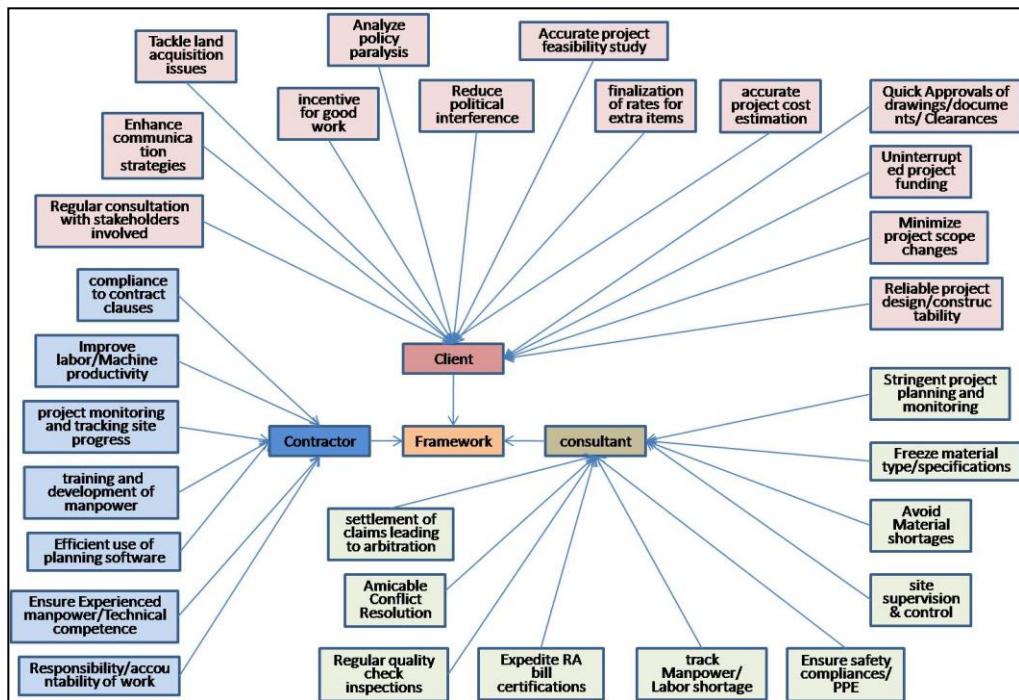 Tackle land
acquisition
issues
Analyze
policy
paralysis
Accurate project
feasibility study
incentive
for good
work
Reduce
political
interference
finalization
of rates for
extra items
accurate
project cost
estimation
Quick Approvals of
drawings/docume
nts/ Clearances
Enhance
communica
tion
strategies
Uninterrupt
ed project
funding
Regular consultation
with stakeholders
involved
Minimize
project scope
changes
compliance
to contract
clauses
Reliable project
design/construc
tability
Improve
labor/Machine
productivity
Client
Stringent project
planning and
monitoring
project monitoring
and tracking site
progress
Contractor
Framework
consultant
Freeze material
type/specifications
training and
development of
manpower
settlement of
claims leading
to arbitration
Avoid
Material
shortages
Efficient use of
planning software
Amicable
Conflict
Resolution
site
supervision
& control
Ensure Experienced
manpower/Technical
competence
Responsibility/accou
ntability of work
Regular quality
check
inspections
Expedite RA
bill
certifications
track
Manpower/
Labor shortage
Ensure safety
compliances/
PPE